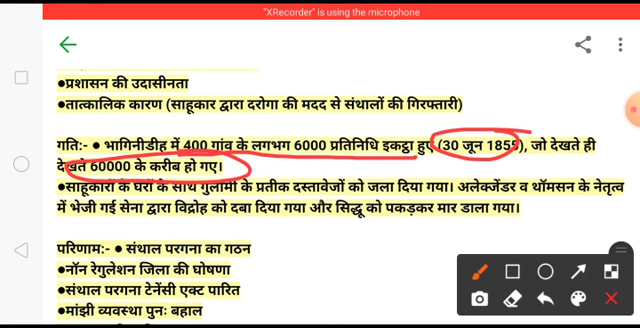 "XRecorder" is using the microphone
●प्रशासन की उदासीनता
●तात्कालिक कारण (साहूकार द्वारा दरोगा की मदद से संथालों की गिरफ्तारी)
गति:- ● भागिनीडीह में 400 गांव के लगभग 6000 प्रतिनिधि इकट्ठा हुए (30 जून 1855), जो देखते ही
देखते 60000 के करीब हो गए।
●साहूकारों के घरों के साथ गुलामी के प्रतीक दस्तावेजों को जला दिया गया। अलेक्जेंडर व थॉमसन के नेतृत्व
में भेजी गई सेना द्वारा विद्रोह को दबा दिया गया और सिद्धू को पकड़कर मार डाला गया।
परिणाम:- ● संथाल परगना का गठन
●नॉन रेगुलेशन जिला की घोषणा
●संथाल परगना टेनेंसी एक्ट पारित
●मांझी व्यवस्था पुनः बहाल